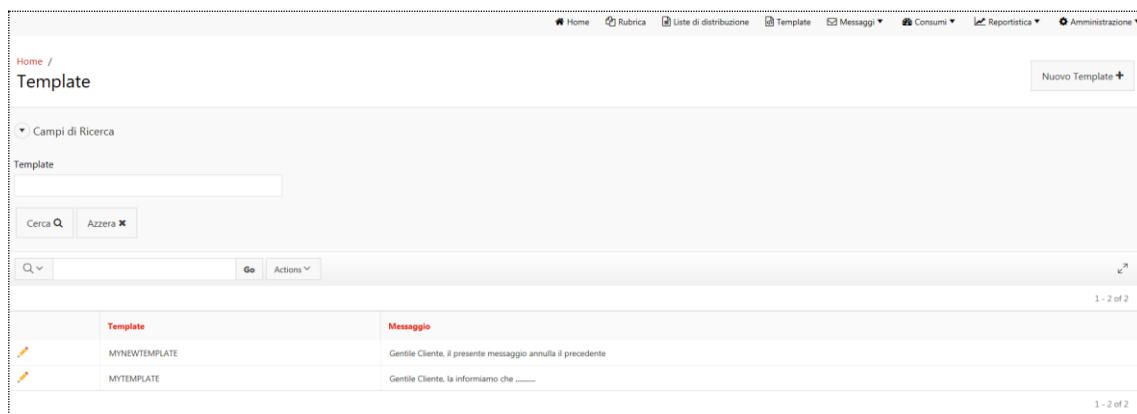 Home Rubrica Liste di distribuzione Template Messaggi Consumi Reportistica Amministrazione
Home /
Template
Nuovo Template
Campi di Ricerca
Template
Cerca Azzera
Go Actions
1 - 2 of 2
Template Messaggio
MYNEWTEMPLATE Gentile Cliente, il presente messaggio annulla il precedente
MYTEMPLATE Gentile Cliente, la informiamo che ..........
1 - 2 of 2